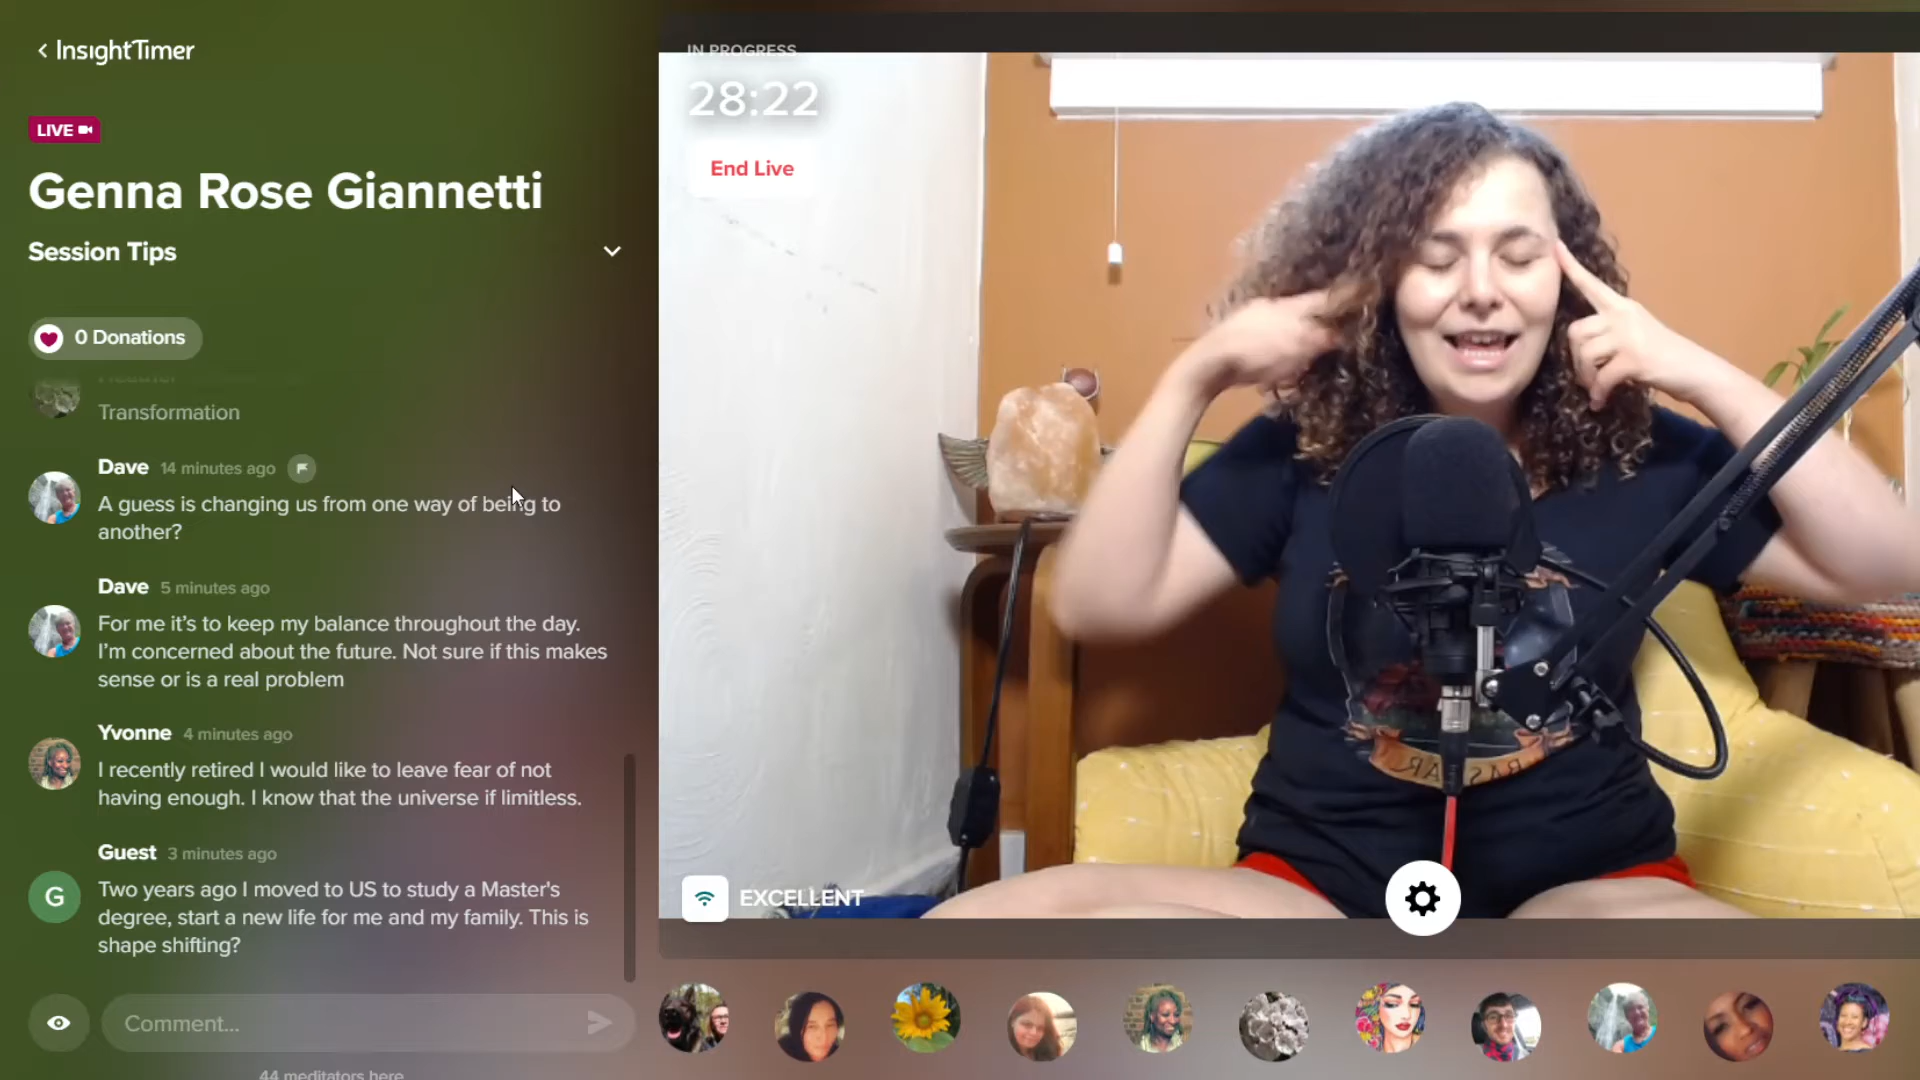 InsightTimer
LIVE
Genna Rose Giannetti
Session Tips
0 Donations
Heather
Transformation
Dave 14 minutes ago
A guess is changing us from one way of being to
another?
Dave 5 minutes ago
For me it's to keep my balance throughout the day.
I'm concerned about the future. Not sure if this makes
sense or is a real problem
Yvonne 4 minutes ago
I recently retired I would like to leave fear of not
having enough. I know that the universe if limitless.
Guest 3 minutes ago
G
Two years ago I moved to US to study a Master's
degree, start a new life for me and my family. This is
shape shifting?
Comment...
44 meditators here
IN PROGRESS
28:22
End Live
EXCELLENT